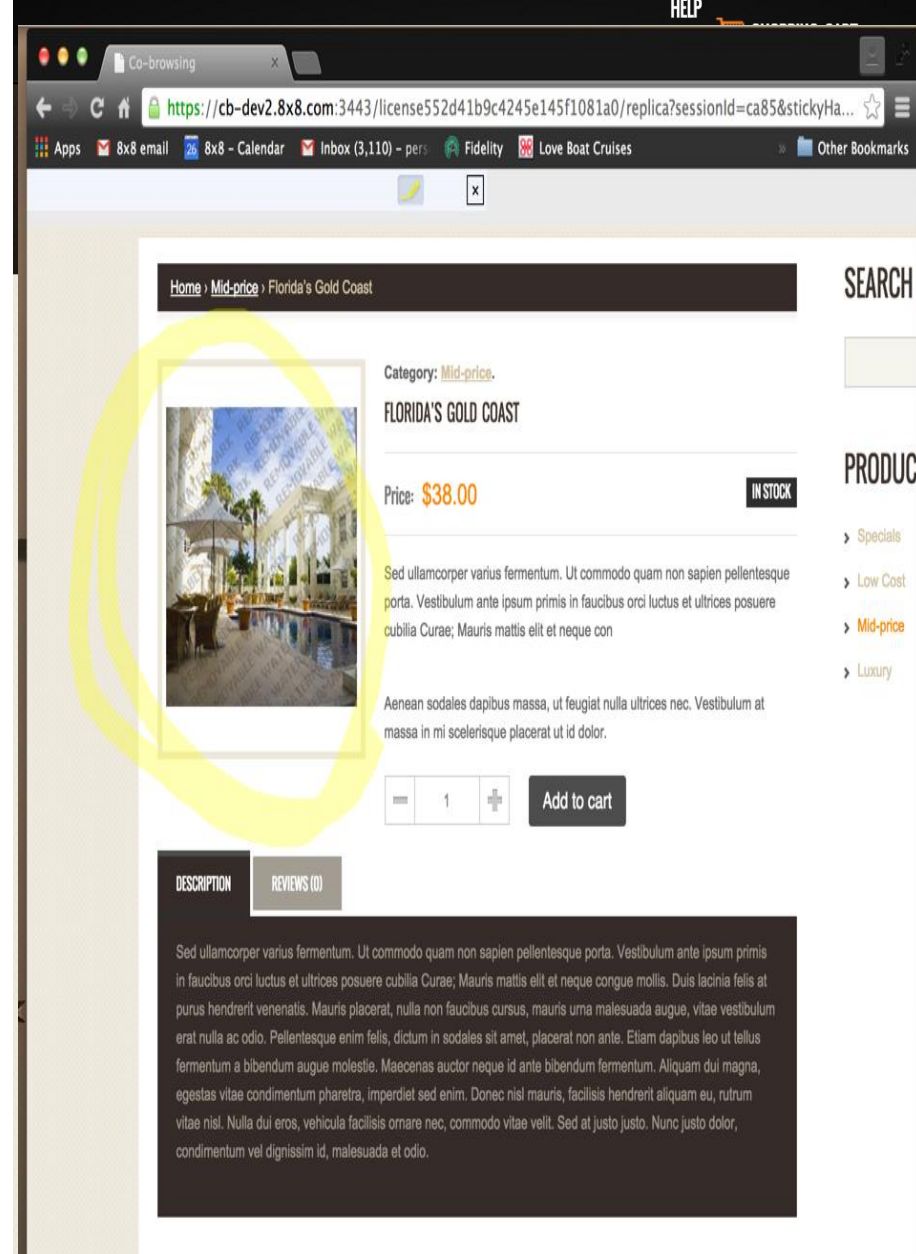 HELP
Co-browsing
https://cb-dev2.8x8.com:3443/license552d41b9c4245e145f1081a0/replica?sessionId=ca85&stickyHa...
Apps 8x8 email 26 8x8 – Calendar Inbox (3,110) – pers Fidelity Love Boat Cruises » Other Bookmarks
x
Home › Mid-price › Florida's Gold Coast
SEARCH
Category: Mid-price.
FLORIDA'S GOLD COAST
Price: $38.00
IN STOCK
Sed ullamcorper varius fermentum. Ut commodo quam non sapien pellentesque
porta. Vestibulum ante ipsum primis in faucibus orci luctus et ultrices posuere
cubilia Curae; Mauris mattis elit et neque con
Aenean sodales dapibus massa, ut feugiat nulla ultrices nec. Vestibulum at
massa in mi scelerisque placerat ut id dolor.
1
Add to cart
PRODUC
Specials
Low Cost
Mid-price
Luxury
REMOVABLE WATERMARK
DESCRIPTION
REVIEWS (0)
Sed ullamcorper varius fermentum. Ut commodo quam non sapien pellentesque porta. Vestibulum ante ipsum primis
in faucibus orci luctus et ultrices posuere cubilia Curae; Mauris mattis elit et neque congue mollis. Duis lacinia felis at
purus hendrerit venenatis. Mauris placerat, nulla non faucibus cursus, mauris urna malesuada augue, vitae vestibulum
erat nulla ac odio. Pellentesque enim felis, dictum in sodales sit amet, placerat non ante. Etiam dapibus leo ut tellus
fermentum a bibendum augue molestie. Maecenas auctor neque id ante bibendum fermentum. Aliquam dui magna,
egestas vitae condimentum pharetra, imperdiet sed enim. Donec nisl mauris, facilisis hendrerit aliquam eu, rutrum
vitae nisl. Nulla dui eros, vehicula facilisis ornare nec, commodo vitae velit. Sed at justo justo. Nunc justo dolor,
condimentum vel dignissim id, malesuada et odio.